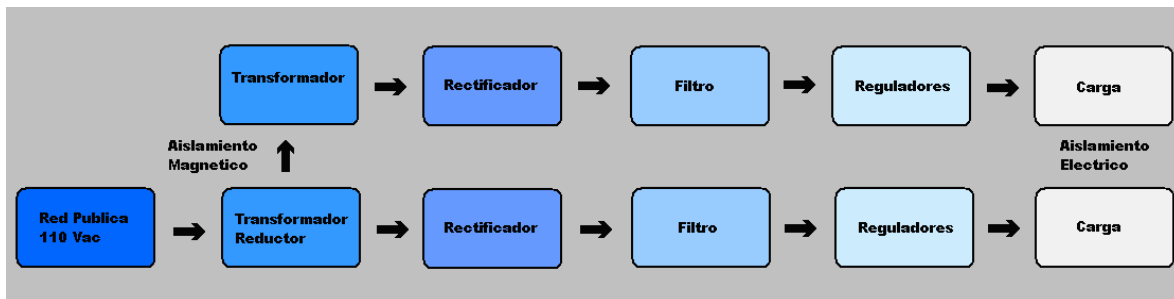 Transformador
Rectificador
Filtro
Reguladores
Carga
Aislamiento
Magnetico
Aislamiento
Electrico
Red Publica
110 Vac
Transformador
Reductor
Rectificador
Filtro
Reguladores
Carga